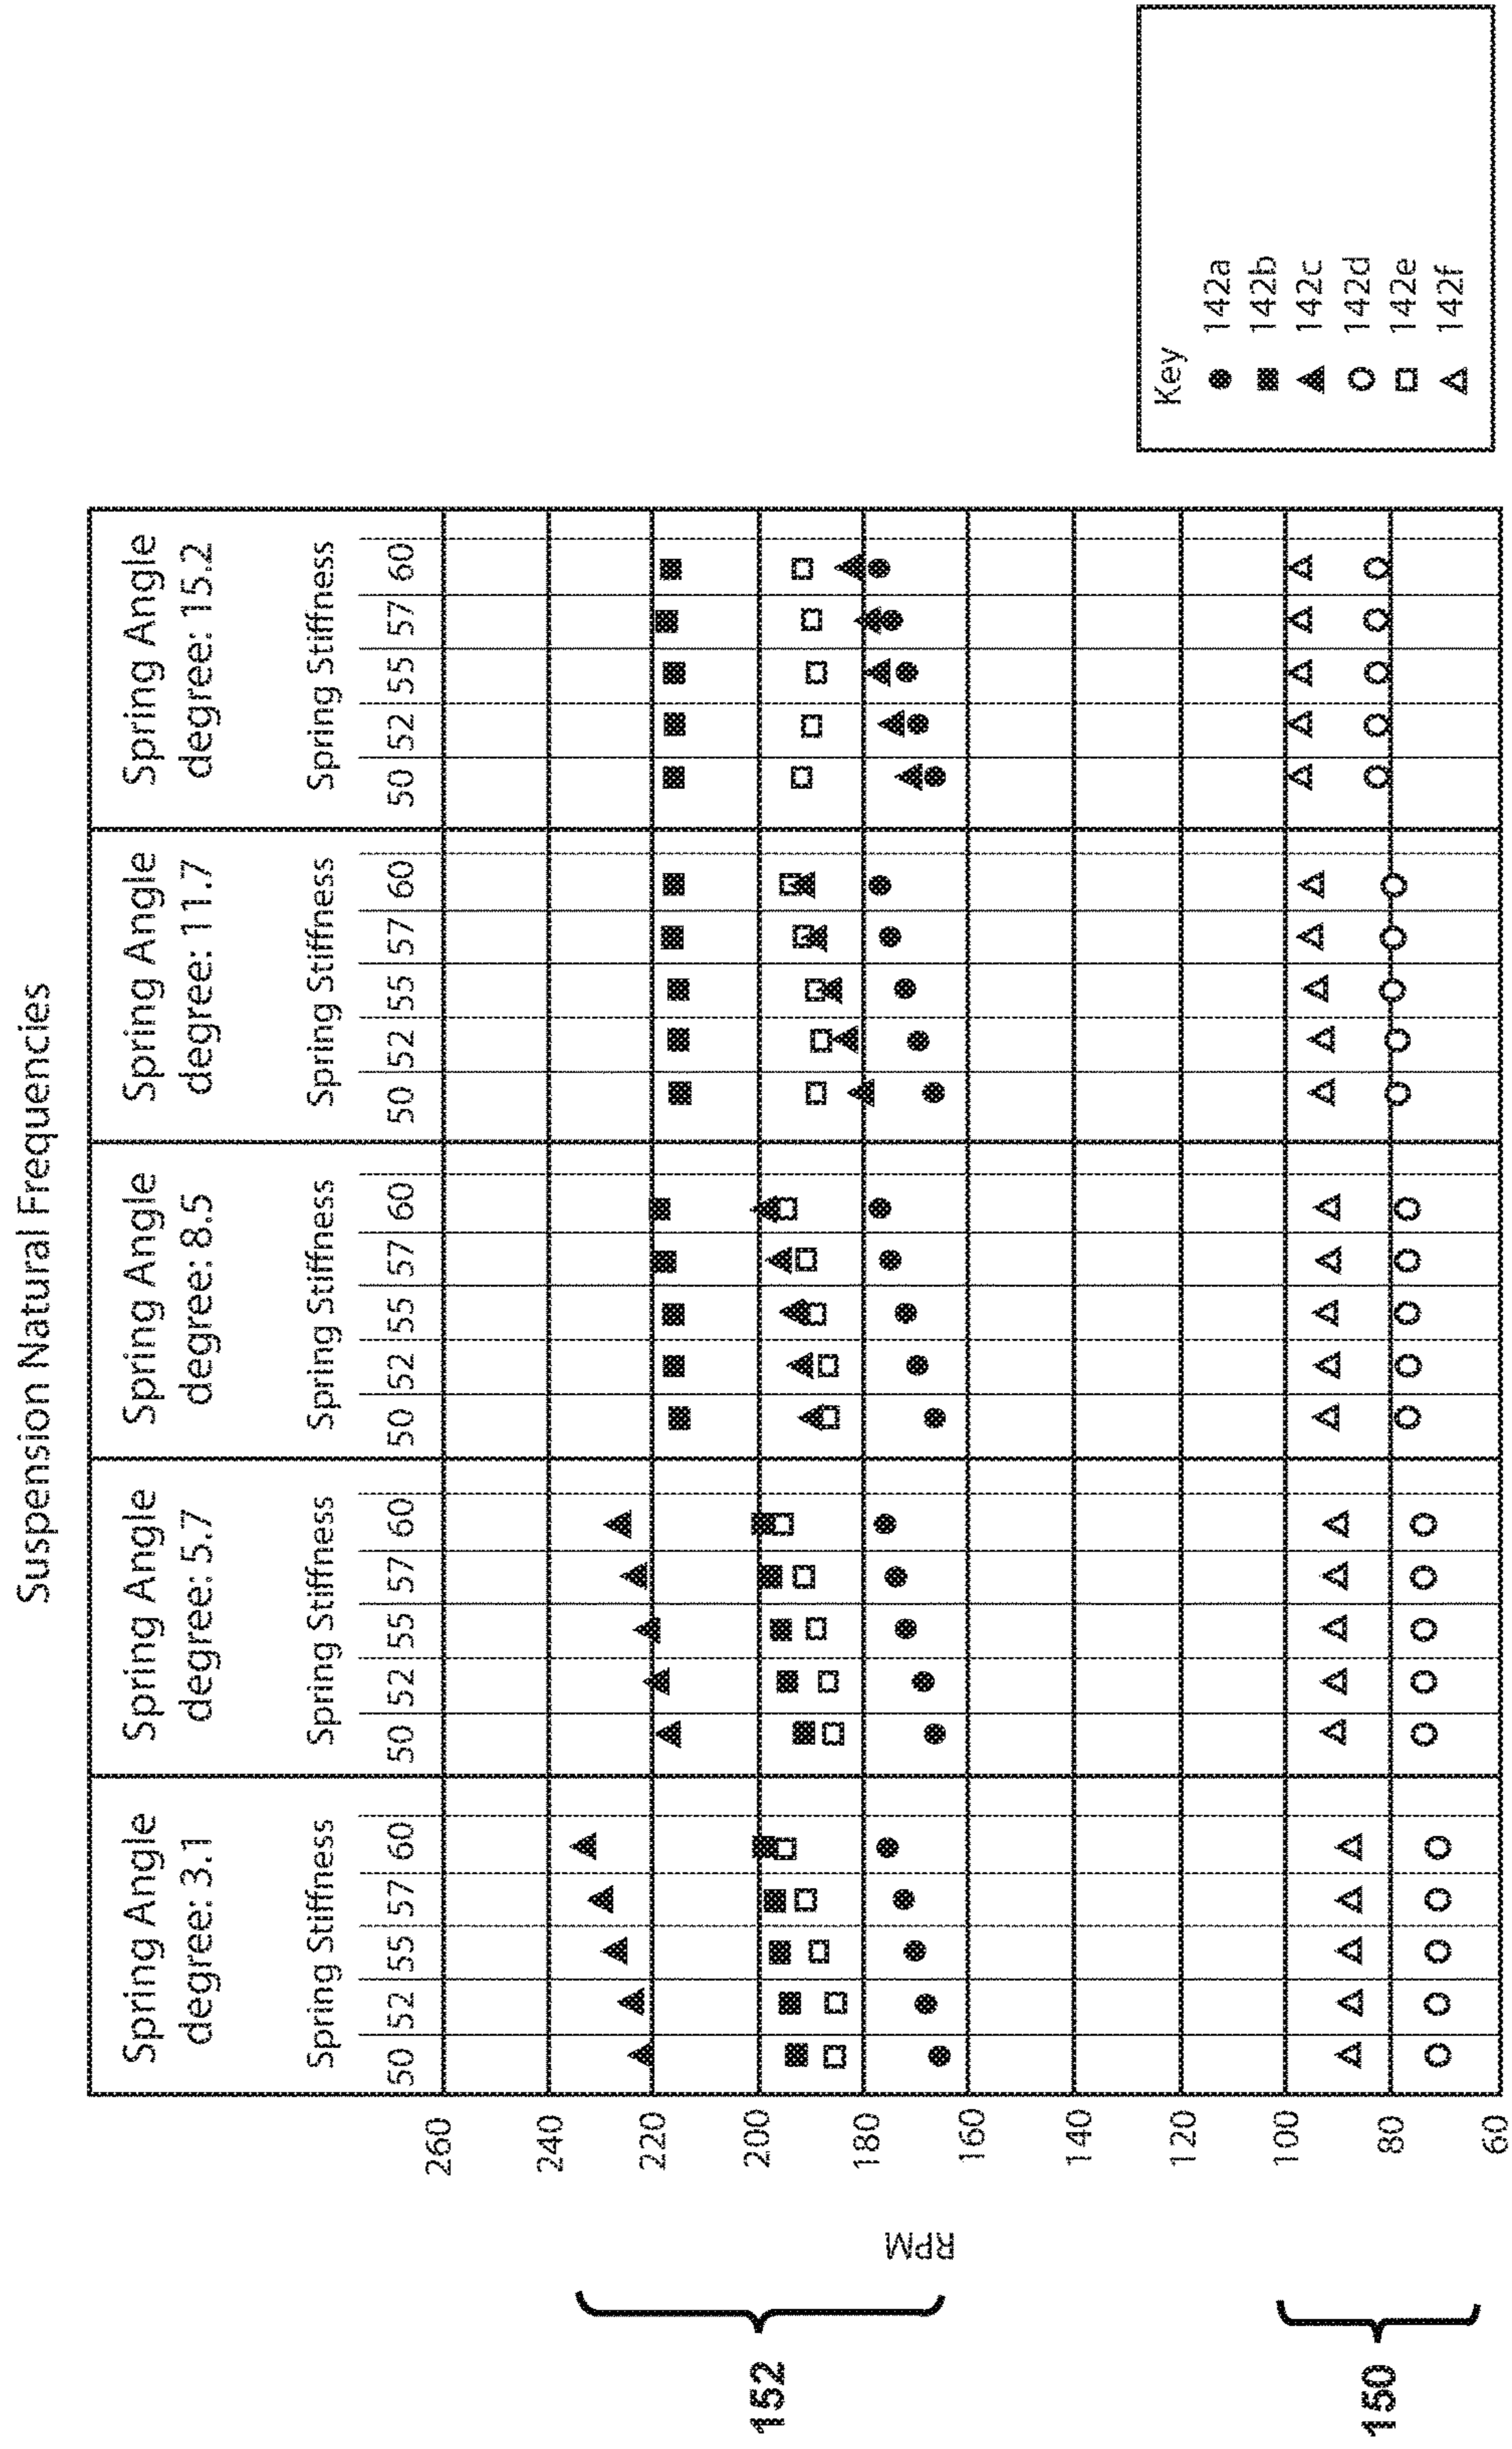 Suspension Natural Frequencies
Spring Angle
degree: 3.1
Spring Angle
degree: 5.7
Spring Angle
degree: 8.5
Spring Angle
degree: 11.7
Spring Angle
degree: 15.2
Spring Stiffness
Spring Stiffness
Spring Stiffness
Spring Stiffness
Spring Stiffness
50 52 55 57 60
50 52 55 57 60
50 52 55 57 60
50 52 55 57 60
50 52 55 57 60
260
240
220
200
180
160
140
120
100
80
60
RPM
152
150
Key
142a
142b
142c
142d
142e
142f